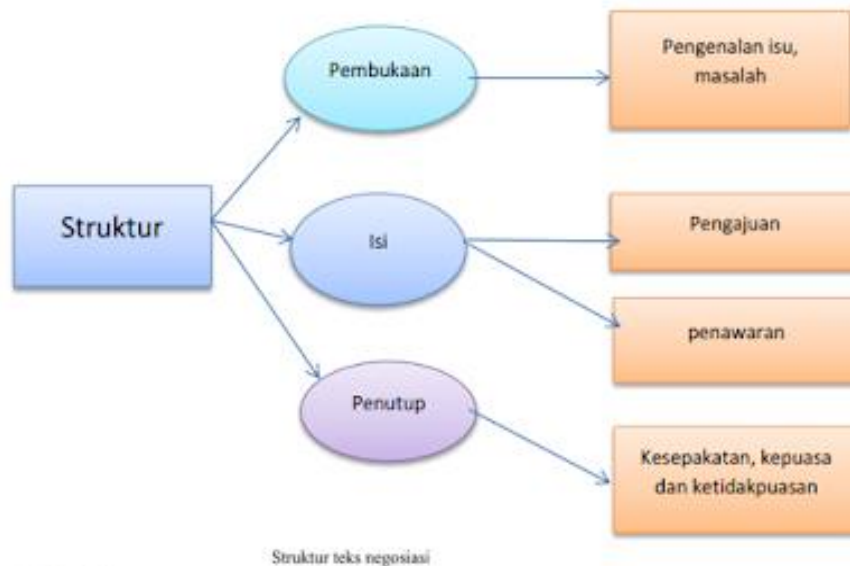 Pembukaan
Pengenalan isu,
masalah
Struktur
Isi
Pengajuan
penawaran
Penutup
Kesepakatan, kepuasa
dan ketidakpuasan
Struktur teks negosiasi